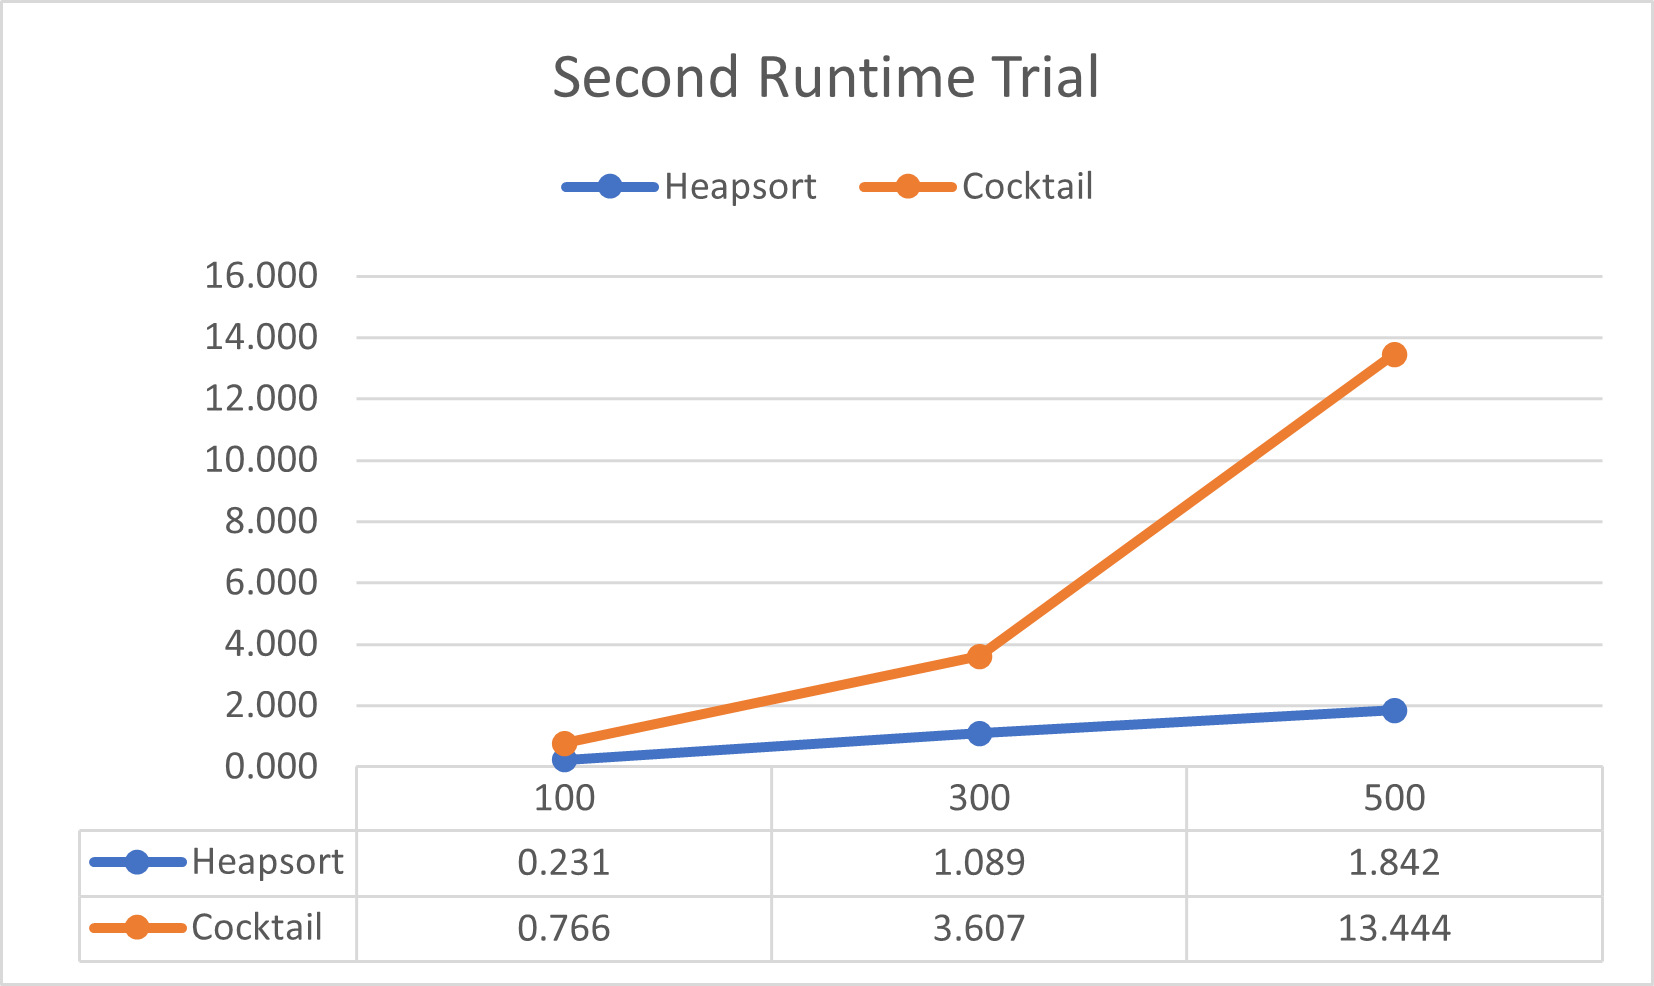 Second Runtime Trial
Heapsort Cocktail
16.000
14.000
12.000
10.000
8.000
6.000
4.000
2.000
0.000
100 300 500
Heapsort 0.231 1.089 1.842
Cocktail 0.766 3.607 13.444